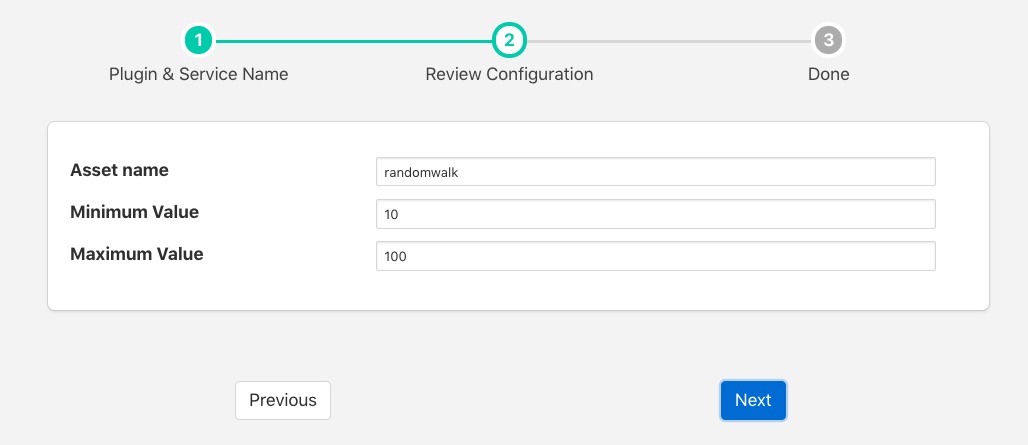 1 2 3
Plugin & Service Name Review Configuration Done
Asset name randomwalk
Minimum Value 10
Maximum Value 100
Previous Next